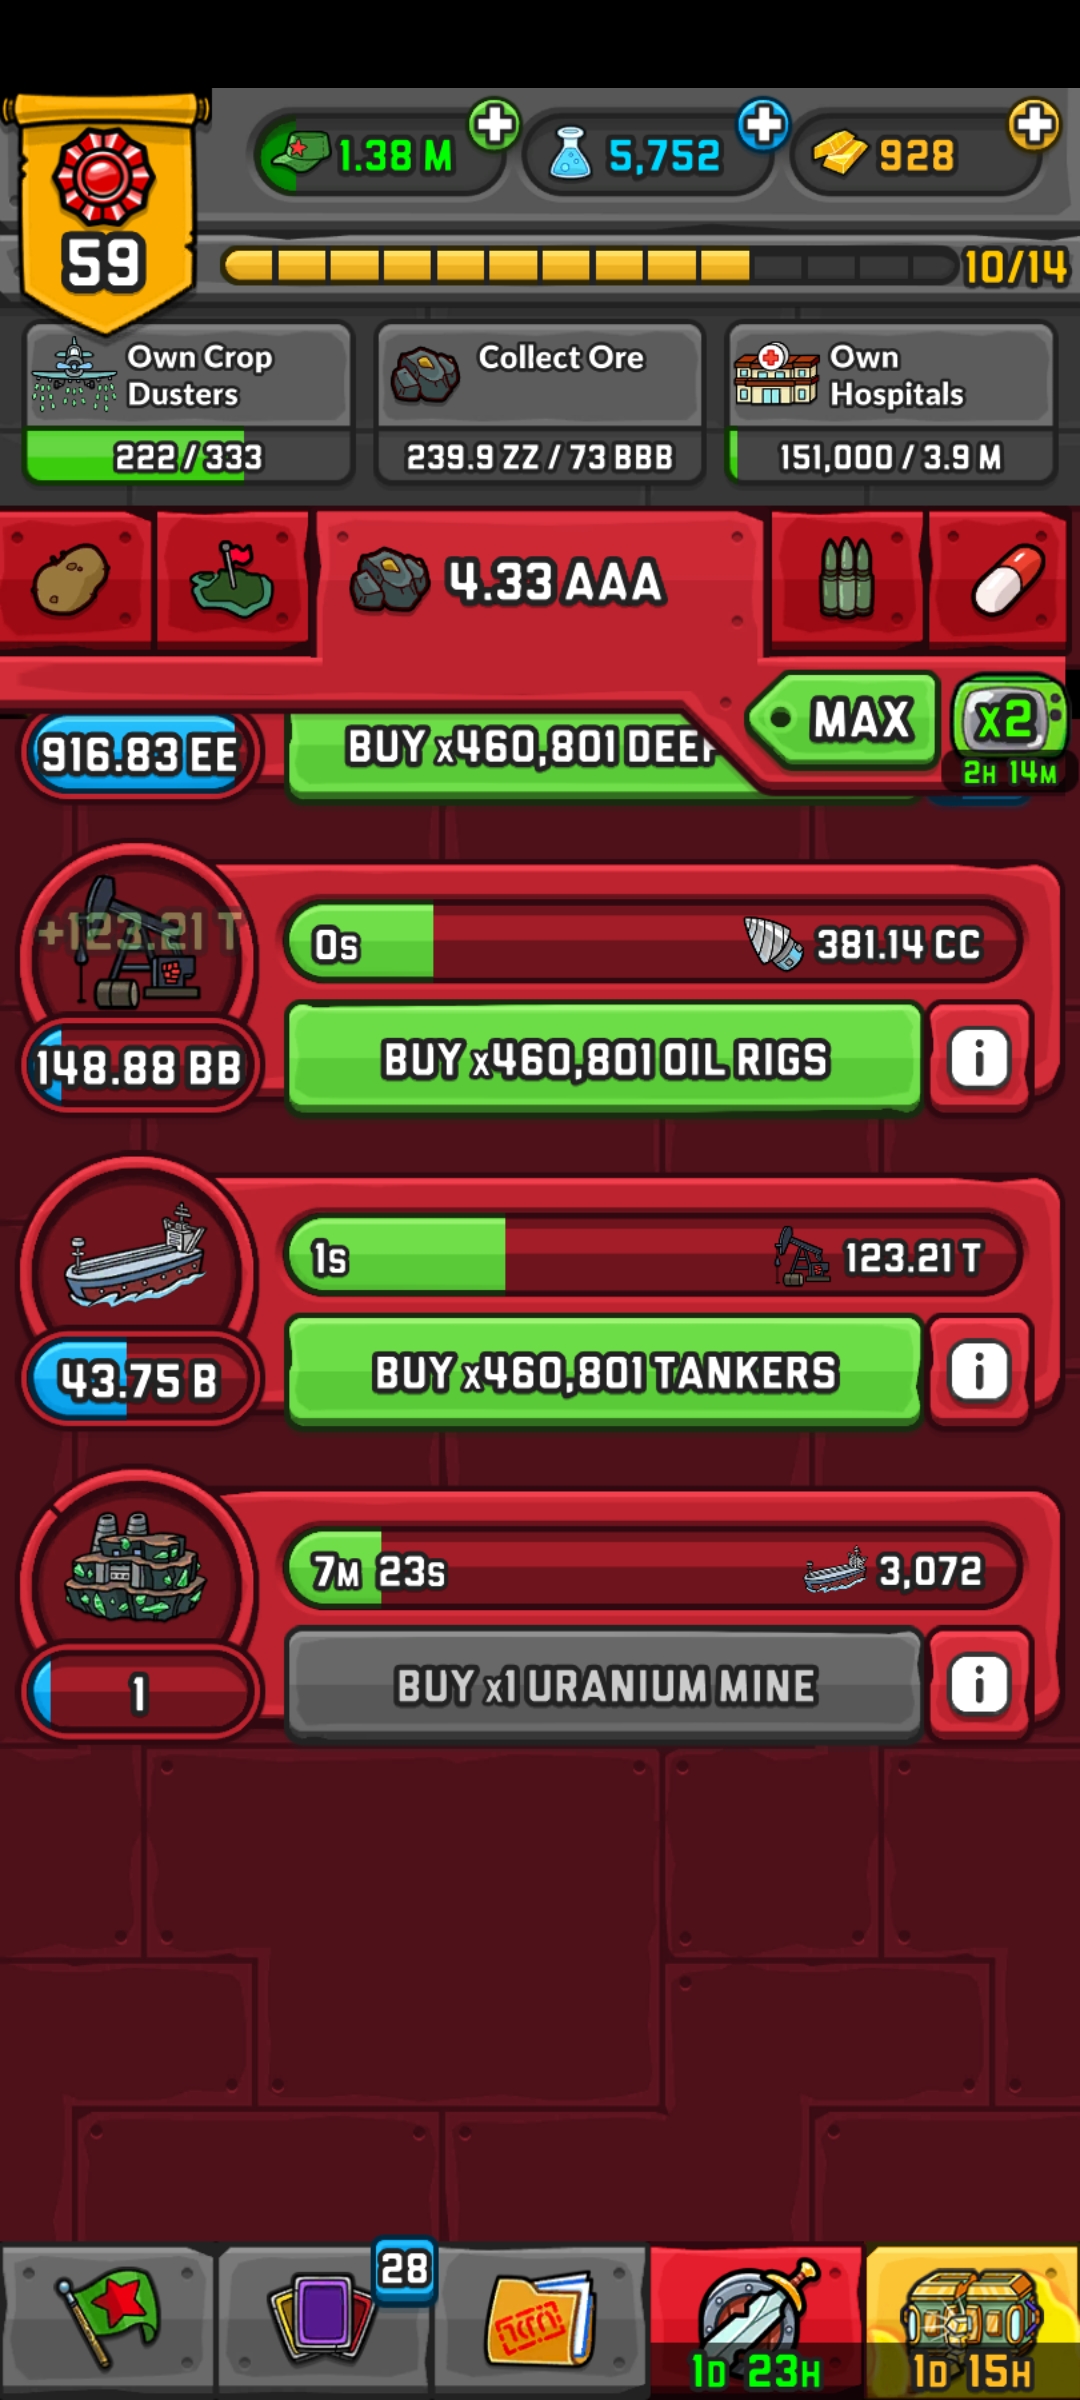 1.38 M
5,752
928
59
10/14
Own Crop
Dusters
222 / 333
Collect Ore
239.9 ZZ / 73 BBB
Own
Hospitals
151,000 / 3.9 M
4.33 AAA
MAX
x2
2H 14M
916.83 EE
BUY x460,801 DEEP
+123.21 T
0s
381.14 CC
148.88 BB
BUY x460,801 OIL RIGS
i
1s
123.21 T
43.75 B
BUY x460,801 TANKERS
i
7M 23s
3,072
1
BUY x1 URANIUM MINE
i
28
1D 23H
1D 15H